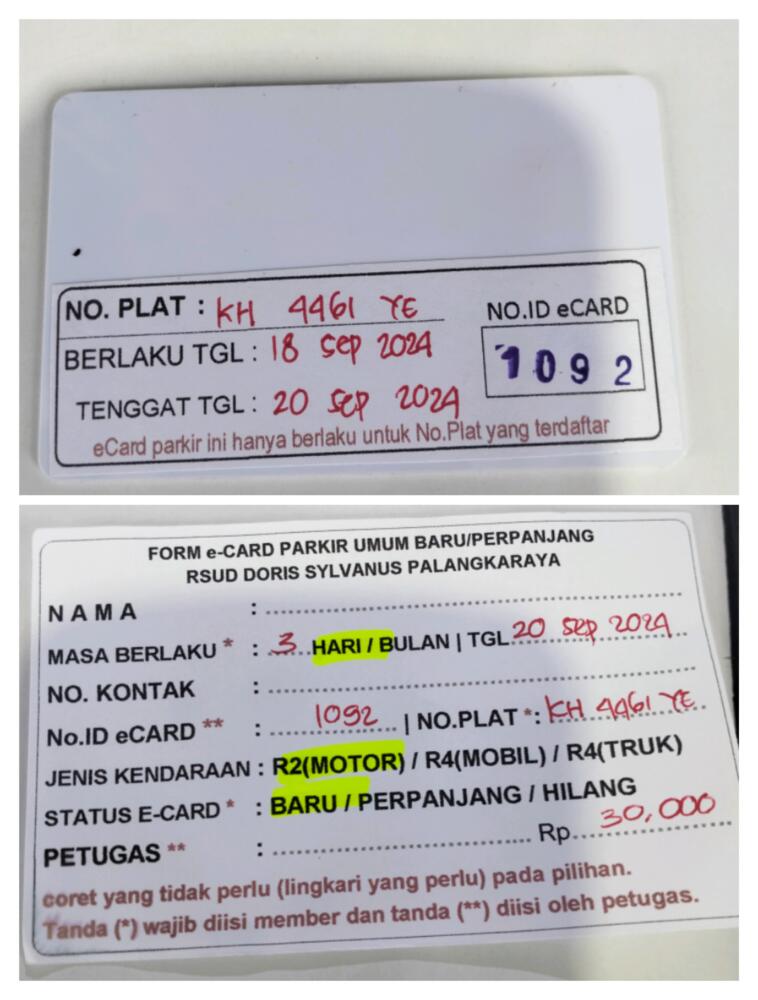 NO. PLAT : KH 4461 YE
NO.ID eCARD
BERLAKU TGL : 18 Sep 2024
1092
TENGGAT TGL : 20 Sep 2024
eCard parkir ini hanya berlaku untuk No.Plat yang terdaftar
FORM e-CARD PARKIR UMUM BARU/PERPANJANG
RSUD DORIS SYLVANUS PALANGKARAYA
NAMA :
MASA BERLAKU * : 3 HARI / BULAN | TGL 20 Sep 2024
NO. KONTAK :
No.ID eCARD ** : 1092 | NO.PLAT * : KH 4461 YE
JENIS KENDARAAN : R2(MOTOR) / R4(MOBIL) / R4(TRUK)
STATUS E-CARD * : BARU / PERPANJANG / HILANG
PETUGAS ** : Rp. 30,000
coret yang tidak perlu (lingkari yang perlu) pada pilihan.
Tanda (*) wajib diisi member dan tanda (**) diisi oleh petugas.